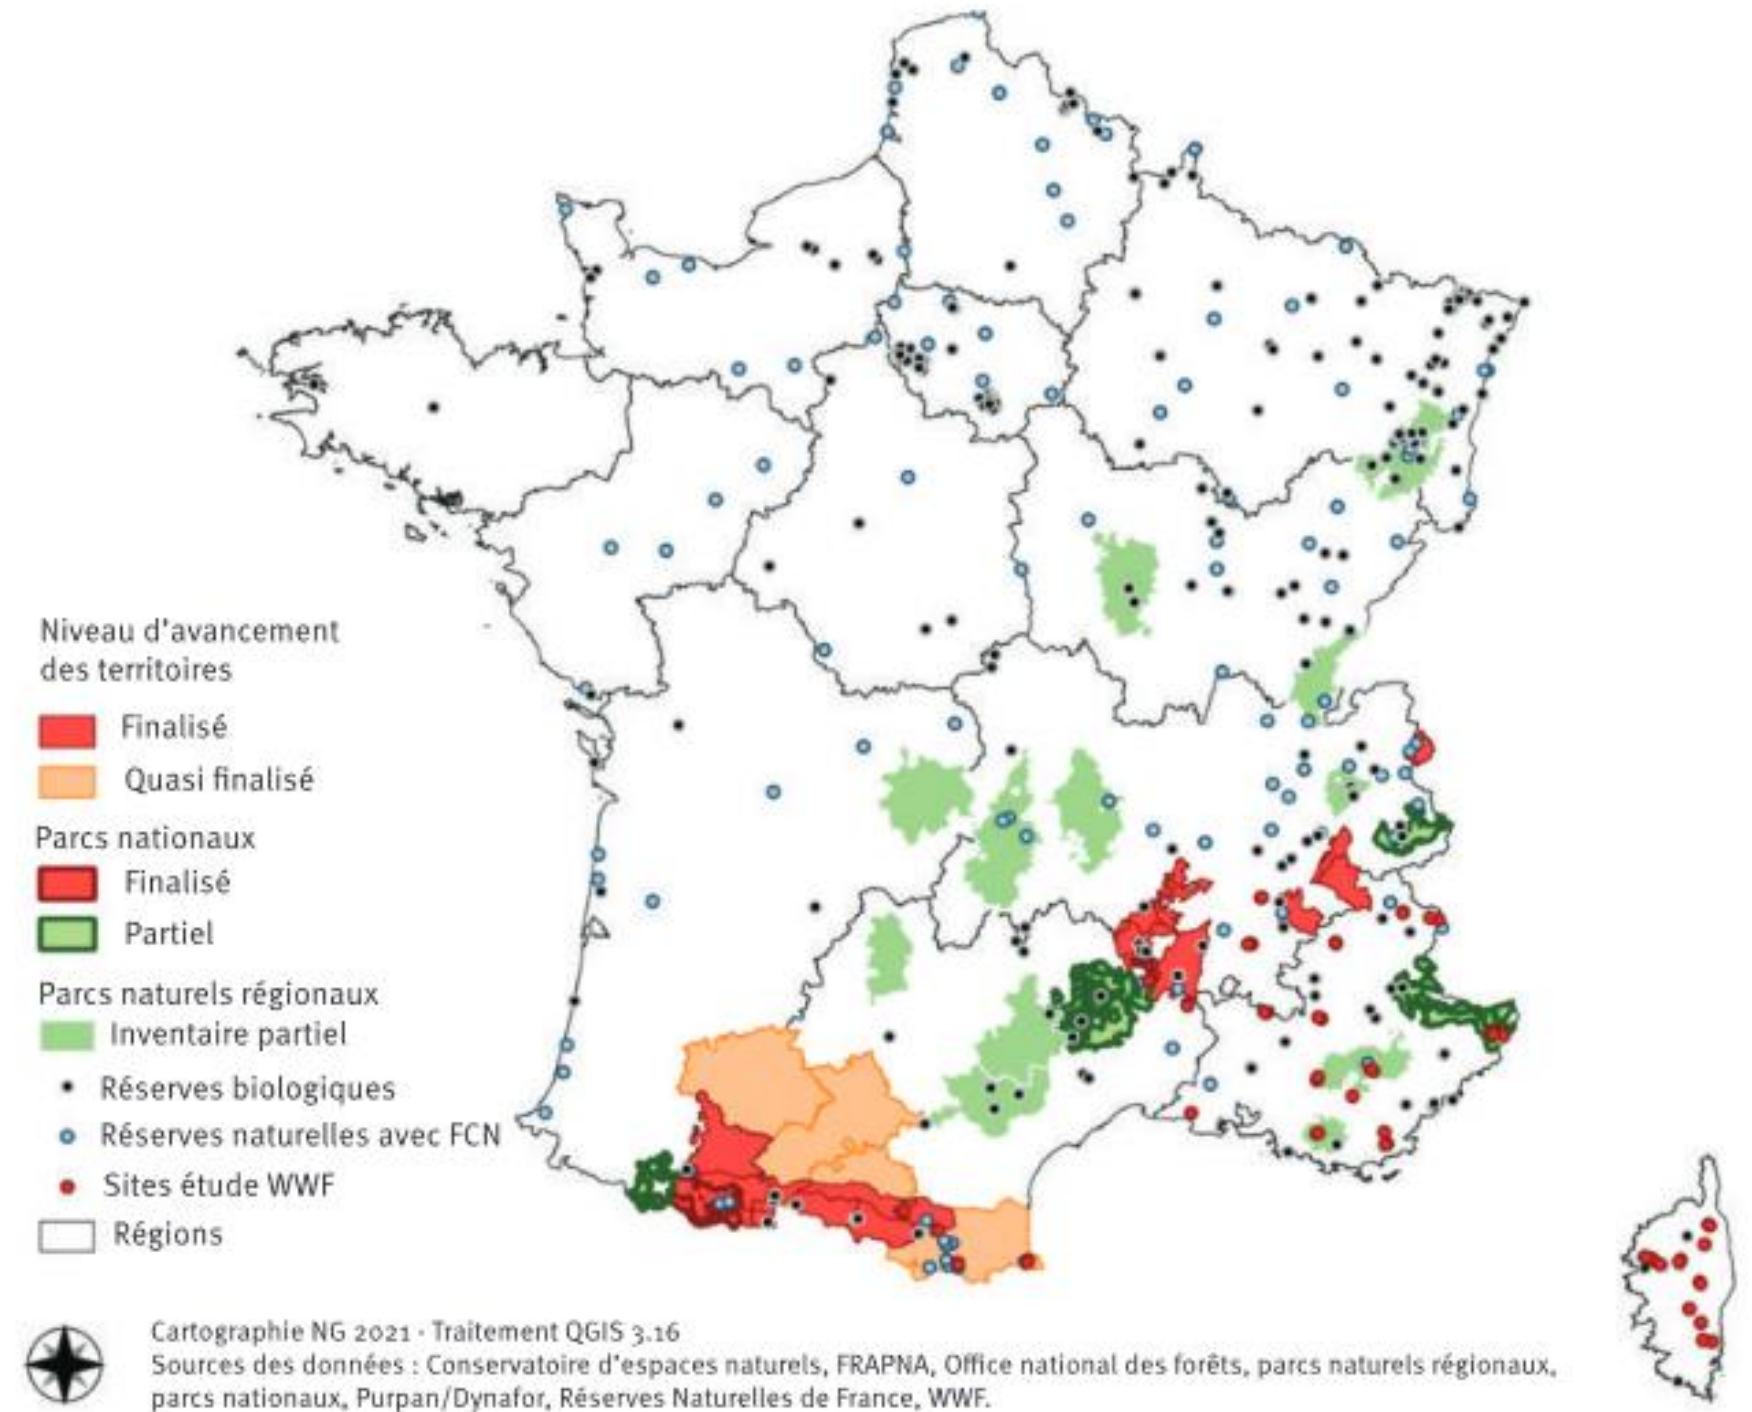 Niveau d'avancement
des territoires
Finalisé
Quasi finalisé
Parcs nationaux
Finalisé
Partiel
Parcs naturels régionaux
Inventaire partiel
Réserves biologiques
Réserves naturelles avec FCN
Sites étude WWF
Régions
Cartographie NG 2021 · Traitement QGIS 3.16
Sources des données : Conservatoire d'espaces naturels, FRAPNA, Office national des forêts, parcs naturels régionaux,
parcs nationaux, Purpan/Dynafor, Réserves Naturelles de France, WWF.